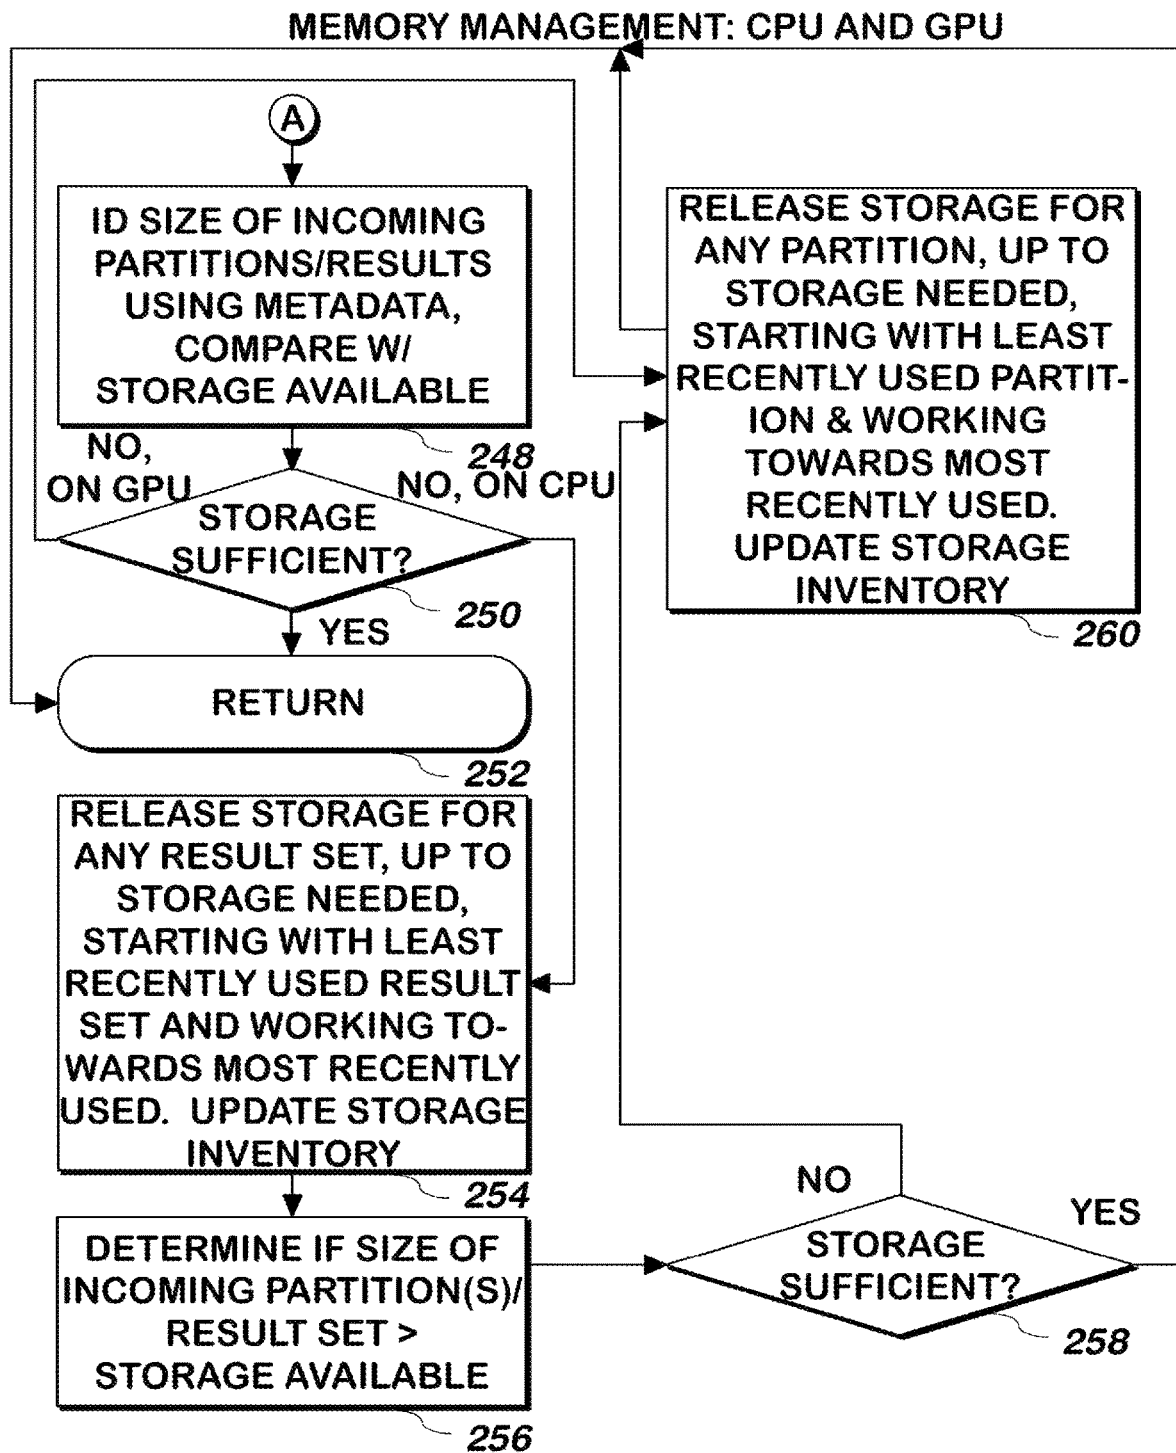 MEMORY MANAGEMENT: CPU AND GPU
A
ID SIZE OF INCOMING
PARTITIONS/RESULTS
USING METADATA,
COMPARE W/
STORAGE AVAILABLE
248
NO,
ON GPU
NO, ON CPU
STORAGE
SUFFICIENT?
250
YES
RETURN
252
RELEASE STORAGE FOR
ANY RESULT SET, UP TO
STORAGE NEEDED,
STARTING WITH LEAST
RECENTLY USED RESULT
SET AND WORKING TO-
WARDS MOST RECENTLY
USED.  UPDATE STORAGE
INVENTORY
254
DETERMINE IF SIZE OF
INCOMING PARTITION(S)/
RESULT SET >
STORAGE AVAILABLE
256
NO
YES
STORAGE
SUFFICIENT?
258
RELEASE STORAGE FOR
ANY PARTITION, UP TO
STORAGE NEEDED,
STARTING WITH LEAST
RECENTLY USED PARTIT-
ION & WORKING
TOWARDS MOST
RECENTLY USED.
UPDATE STORAGE
INVENTORY
260